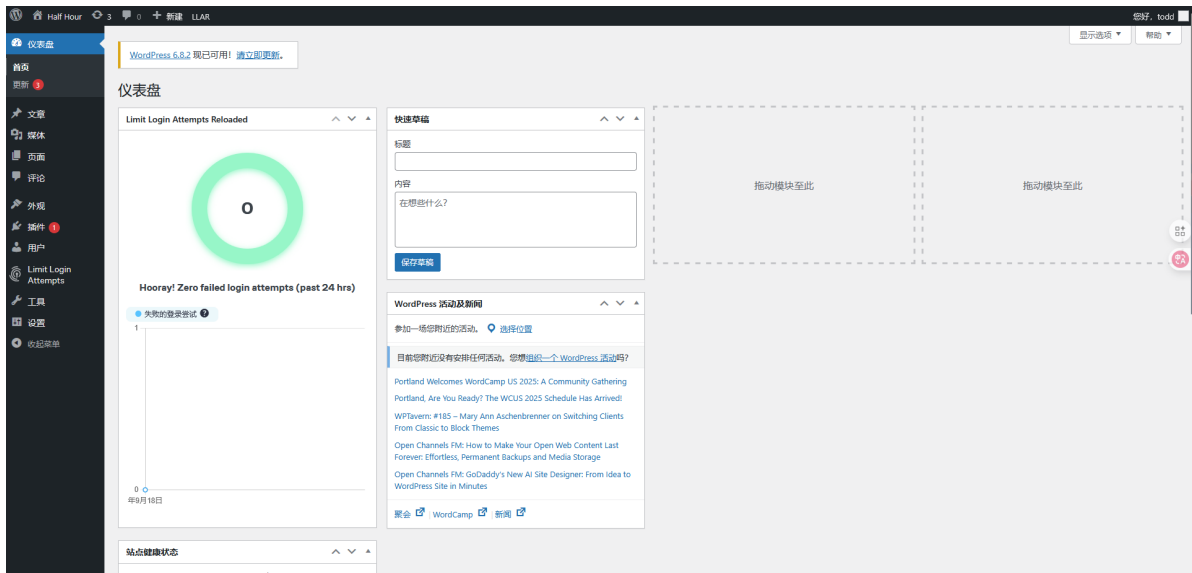 Half Hour 3 0 新建 LLAR
您好，todd
仪表盘
首页
更新 3
文章
媒体
页面
评论
外观
插件 1
用户
Limit Login
Attempts
工具
设置
收起菜单
显示选项 ▼
帮助 ▼
WordPress 6.8.2 现已可用！请立即更新。
仪表盘
Limit Login Attempts Reloaded
0
Hooray! Zero failed login attempts (past 24 hrs)
失败的登录尝试 ?
1
0
年9月18日
站点健康状态
快速草稿
标题
内容
在想些什么？
保存草稿
WordPress 活动及新闻
参加一场您附近的活动。 选择位置
目前您附近没有安排任何活动。您想组织一个 WordPress 活动吗？
Portland Welcomes WordCamp US 2025: A Community Gathering
Portland, Are You Ready? The WCUS 2025 Schedule Has Arrived!
WPTavern: #185 – Mary Ann Aschenbrenner on Switching Clients
From Classic to Block Themes
Open Channels FM: How to Make Your Open Web Content Last
Forever: Effortless, Permanent Backups and Media Storage
Open Channels FM: GoDaddy's New AI Site Designer: From Idea to
WordPress Site in Minutes
聚会 | WordCamp | 新闻
拖动模块至此
拖动模块至此